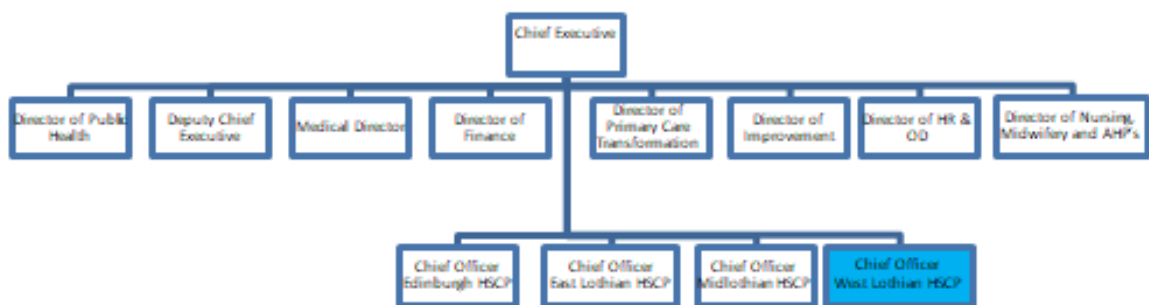 Chief Executive
Director of Public
Health
Deputy Chief
Executive
Medical Director
Director of
Finance
Director of
Primary Care
Transformation
Director of
Improvement
Director of HR &
OD
Director of Nursing,
Midwifery and AHP's
Chief Officer
Edinburgh HSCP
Chief Officer
East Lothian HSCP
Chief Officer
Midlothian HSCP
Chief Officer
West Lothian HSCP